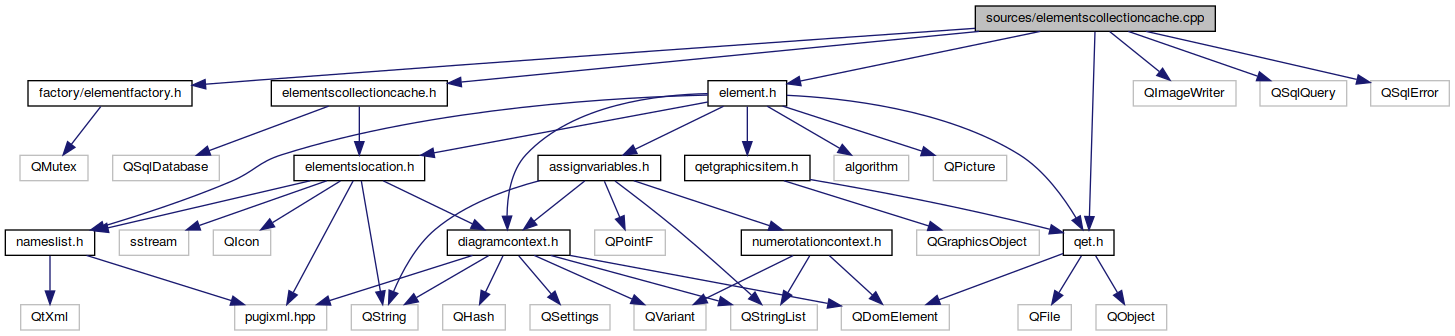 sources/elementscollectioncache.cpp
factory/elementfactory.h
elementscollectioncache.h
element.h
QImageWriter
QSqlQuery
QSqlError
QMutex
QSqlDatabase
elementslocation.h
assignvariables.h
qetgraphicsitem.h
algorithm
QPicture
nameslist.h
sstream
QIcon
diagramcontext.h
QPointF
numerotationcontext.h
QGraphicsObject
qet.h
QtXml
pugixml.hpp
QString
QHash
QSettings
QVariant
QStringList
QDomElement
QFile
QObject